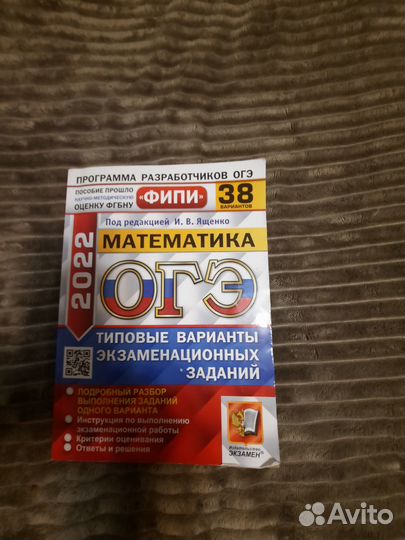 ПРОГРАММА РАЗРАБОТЧИКОВ ОГЭ
ПОСОБИЕ ПРОШЛО
НАУЧНО-МЕТОДИЧЕСКУЮ
ОЦЕНКУ ФГБНУ
«ФИПИ»
38
ВАРИАНТОВ
Под редакцией И. В. Ященко
2022
МАТЕМАТИКА
ОГЭ
ТИПОВЫЕ ВАРИАНТЫ
ЭКЗАМЕНАЦИОННЫХ
ЗАДАНИЙ
ПОДРОБНЫЙ РАЗБОР
ВЫПОЛНЕНИЯ ЗАДАНИЙ
ОДНОГО ВАРИАНТА
Инструкция по выполнению
экзаменационной работы
Критерии оценивания
Ответы и решения
Издательство
ЭКЗАМЕН®
Avito